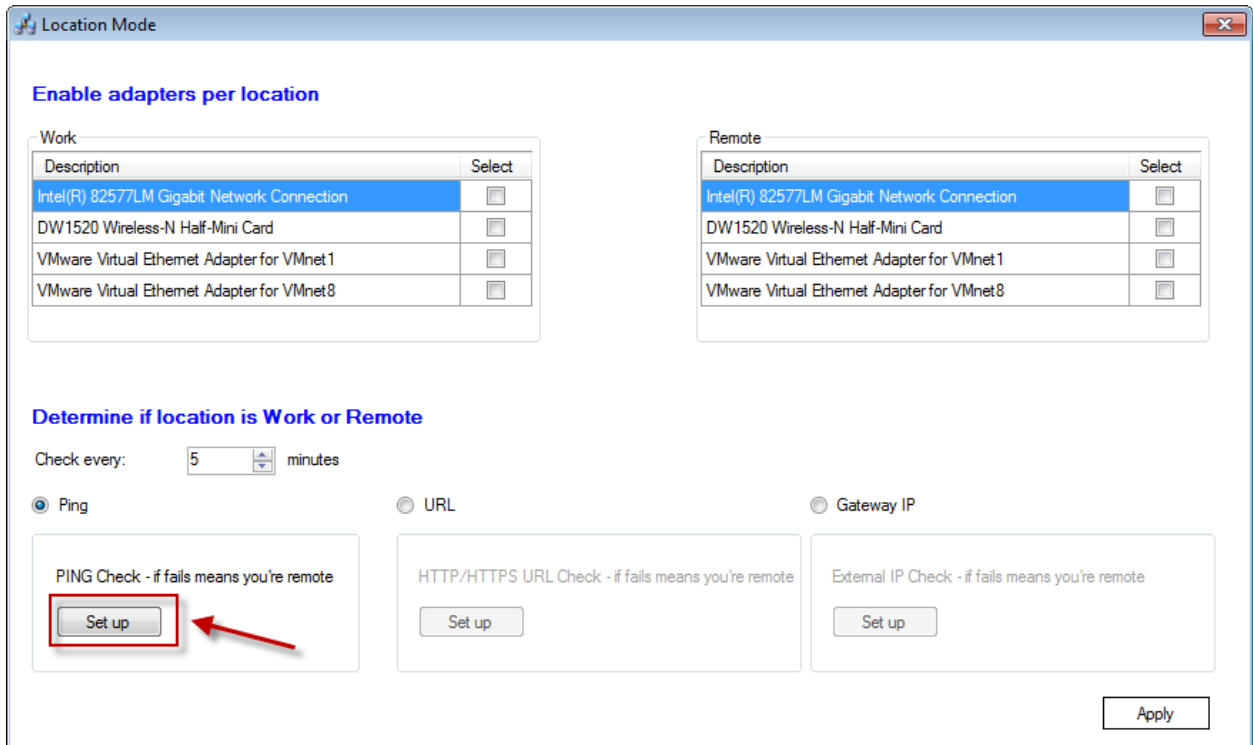 Location Mode
Enable adapters per location
Work
Description Select
Intel(R) 82577LM Gigabit Network Connection
DW1520 Wireless-N Half-Mini Card
VMware Virtual Ethernet Adapter for VMnet1
VMware Virtual Ethernet Adapter for VMnet8
Remote
Description Select
Intel(R) 82577LM Gigabit Network Connection
DW1520 Wireless-N Half-Mini Card
VMware Virtual Ethernet Adapter for VMnet1
VMware Virtual Ethernet Adapter for VMnet8
Determine if location is Work or Remote
Check every: 5 minutes
Ping
PING Check - if fails means you're remote
Set up
URL
HTTP/HTTPS URL Check - if fails means you're remote
Set up
Gateway IP
External IP Check - if fails means you're remote
Set up
Apply